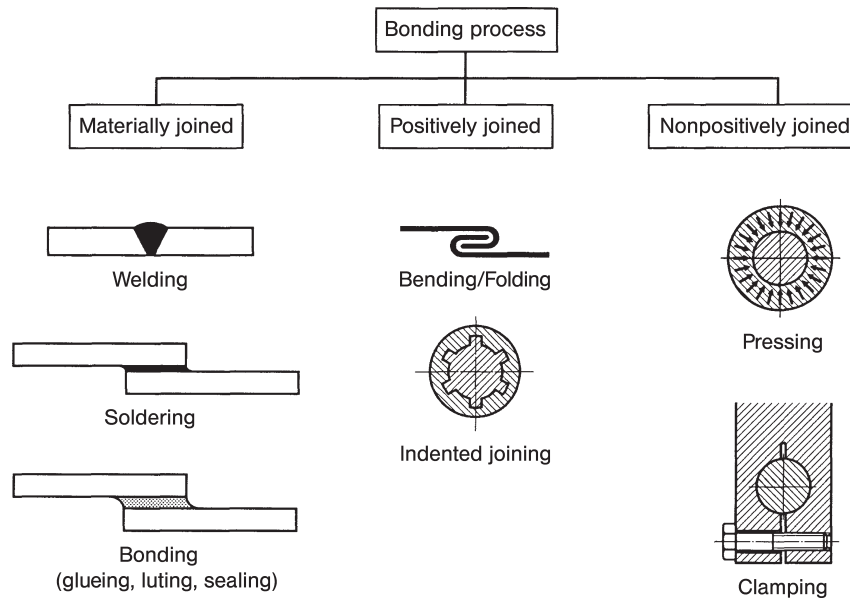 Bonding process
Materially joined
Positively joined
Nonpositively joined
Welding
Bending/Folding
Pressing
Soldering
Indented joining
Bonding
(glueing, luting, sealing)
Clamping